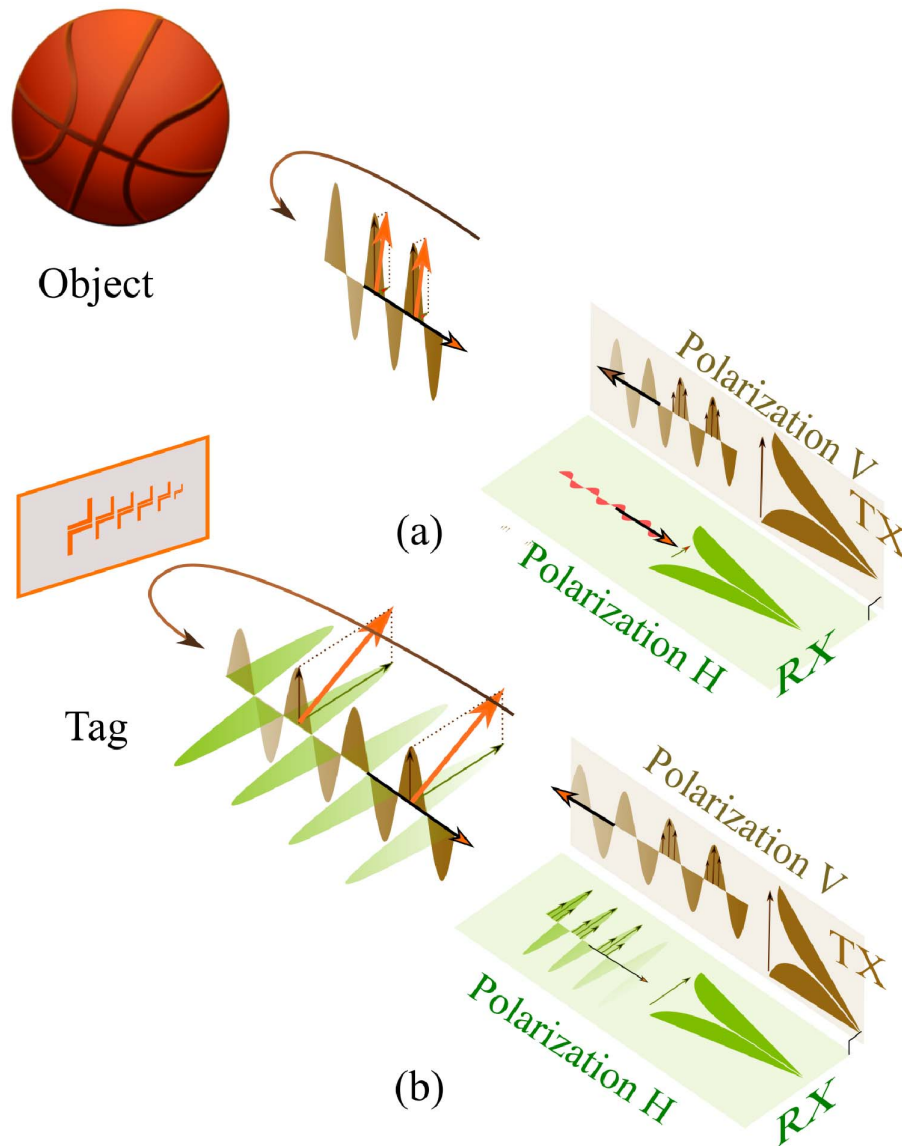 Object
Polarization V
TX
(a)
Polarization H
RX
Tag
Polarization V
TX
Polarization H
RX
(b)